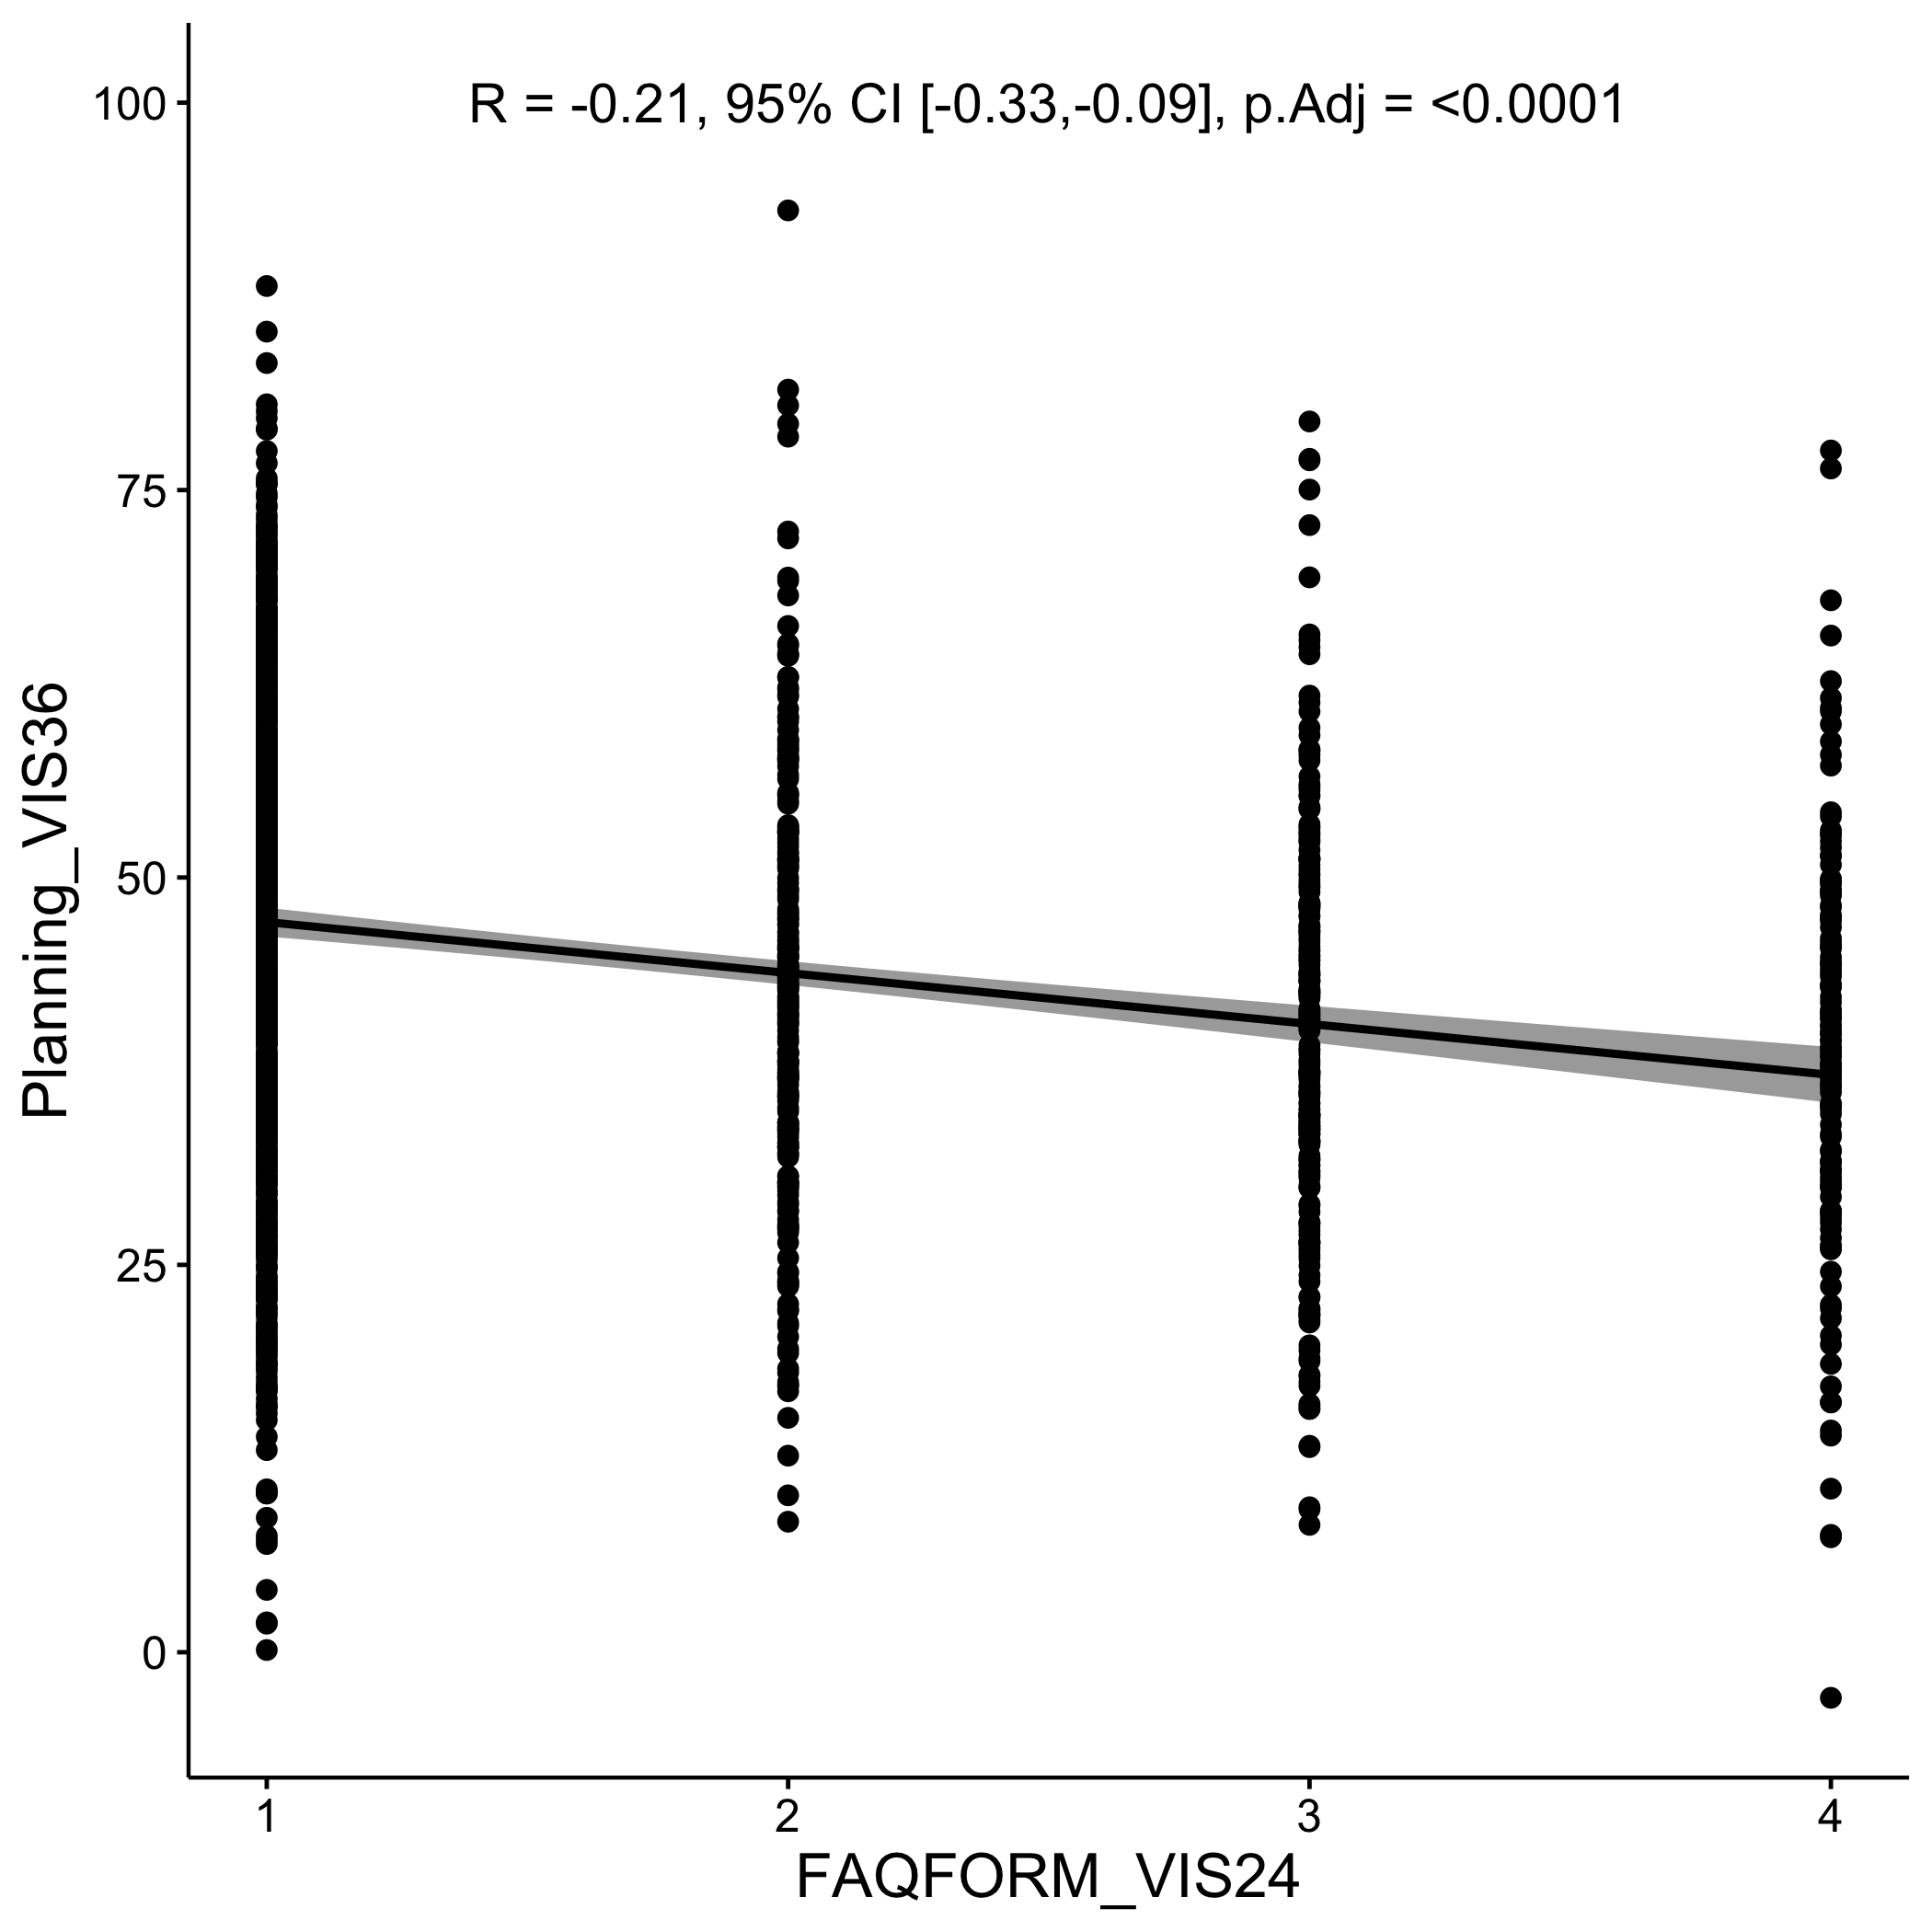 R = -0.21, 95% CI [-0.33,-0.09], p.Adj = <0.0001
100
75
50
25
0
Planning_VIS36
1 2 3 4
FAQFORM_VIS24